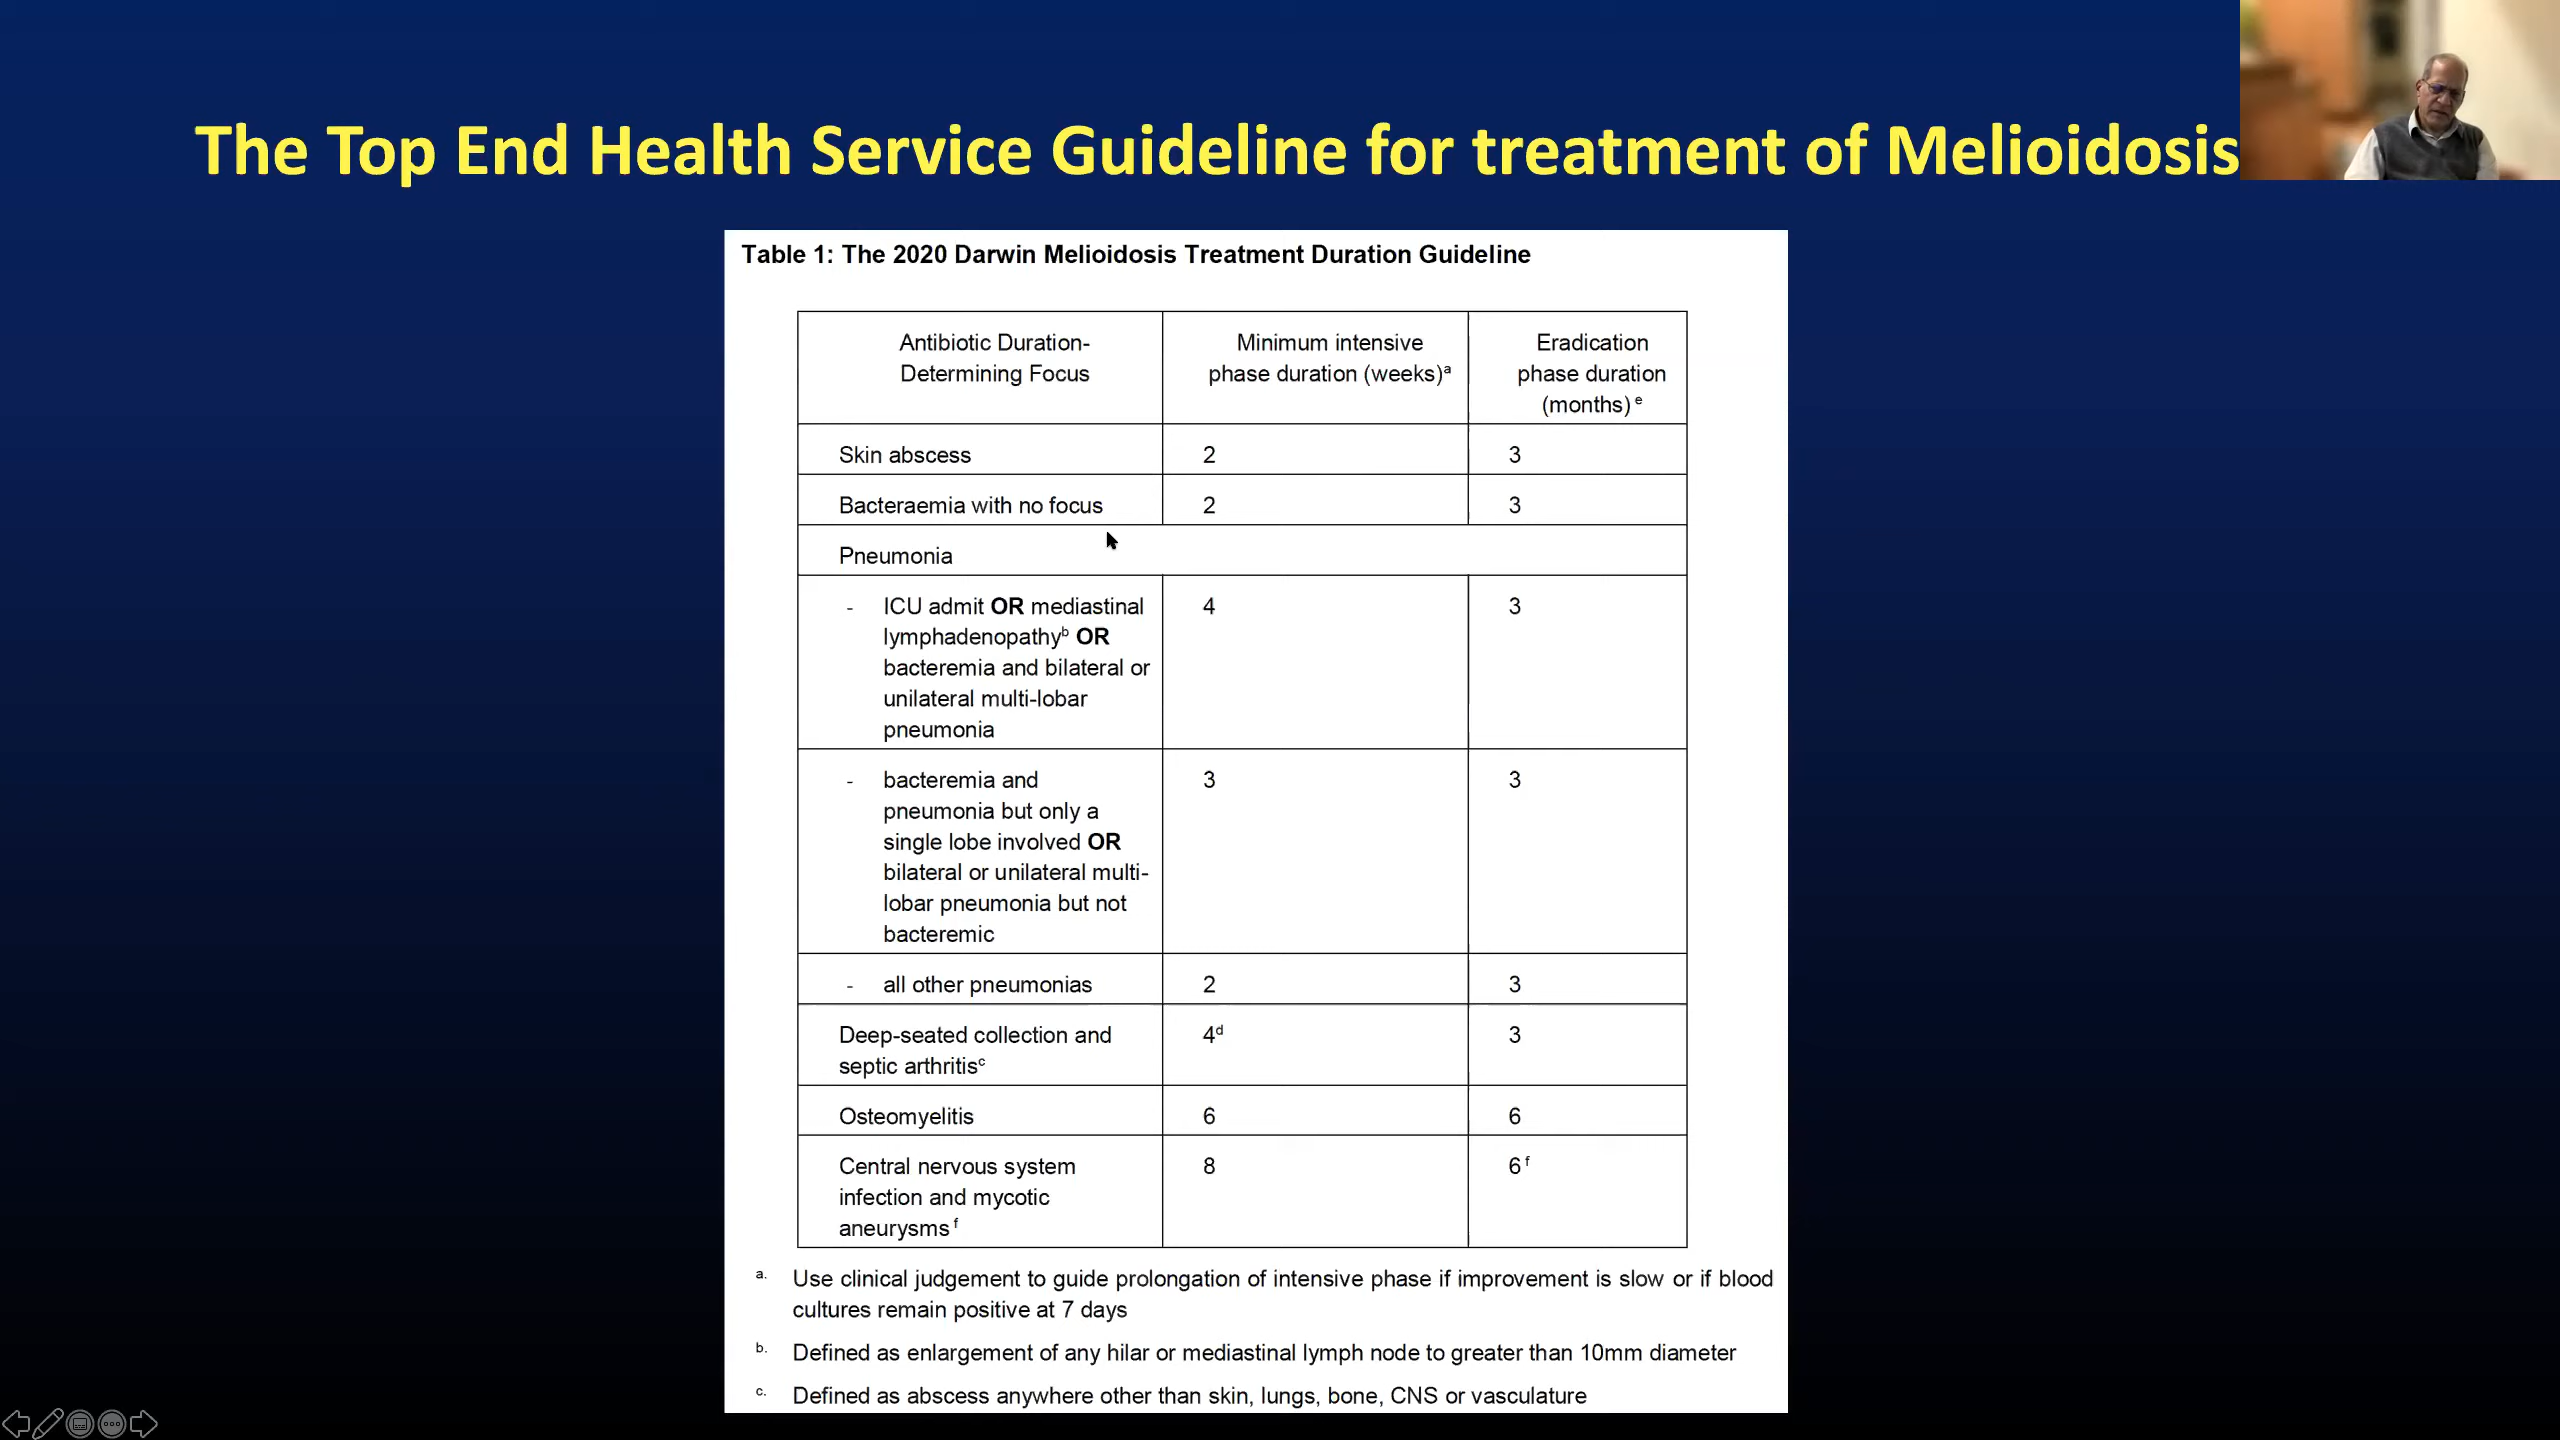 The Top End Health Service Guideline for treatment of Melioidosis
Table 1: The 2020 Darwin Melioidosis Treatment Duration Guideline
Antibiotic Duration-
Determining Focus
Minimum intensive
phase duration (weeks)ᵃ
Eradication
phase duration
(months) ᵉ
Skin abscess 2 3
Bacteraemia with no focus 2 3
Pneumonia
- ICU admit OR mediastinal 4 3
lymphadenopathyᵇ OR
bacteremia and bilateral or
unilateral multi-lobar
pneumonia
- bacteremia and 3 3
pneumonia but only a
single lobe involved OR
bilateral or unilateral multi-
lobar pneumonia but not
bacteremic
- all other pneumonias 2 3
Deep-seated collection and 4ᵈ 3
septic arthritisᶜ
Osteomyelitis 6 6
Central nervous system 8 6 ᶠ
infection and mycotic
aneurysms ᶠ
a. Use clinical judgement to guide prolongation of intensive phase if improvement is slow or if blood
cultures remain positive at 7 days
b. Defined as enlargement of any hilar or mediastinal lymph node to greater than 10mm diameter
c. Defined as abscess anywhere other than skin, lungs, bone, CNS or vasculature